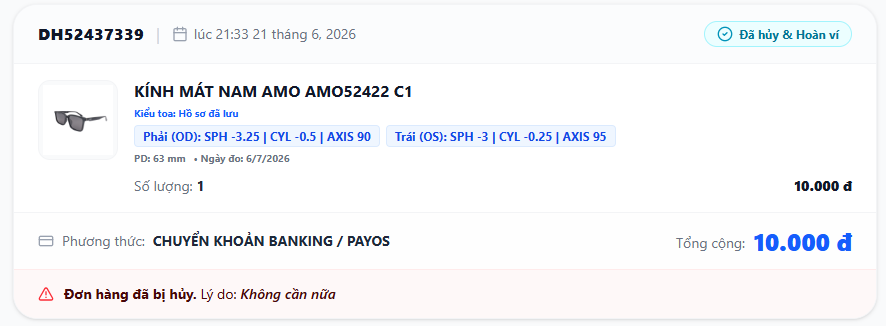 DH52437339 | lúc 21:33 21 tháng 6, 2026 Đã hủy & Hoàn ví
KÍNH MÁT NAM AMO AMO52422 C1
Kiểu toa: Hồ sơ đã lưu
Phải (OD): SPH -3.25 | CYL -0.5 | AXIS 90 Trái (OS): SPH -3 | CYL -0.25 | AXIS 95
PD: 63 mm • Ngày đo: 6/7/2026
Số lượng: 1 10.000 đ
Phương thức: CHUYỂN KHOẢN BANKING / PAYOS Tổng cộng: 10.000 đ
Đơn hàng đã bị hủy. Lý do: Không cần nữa